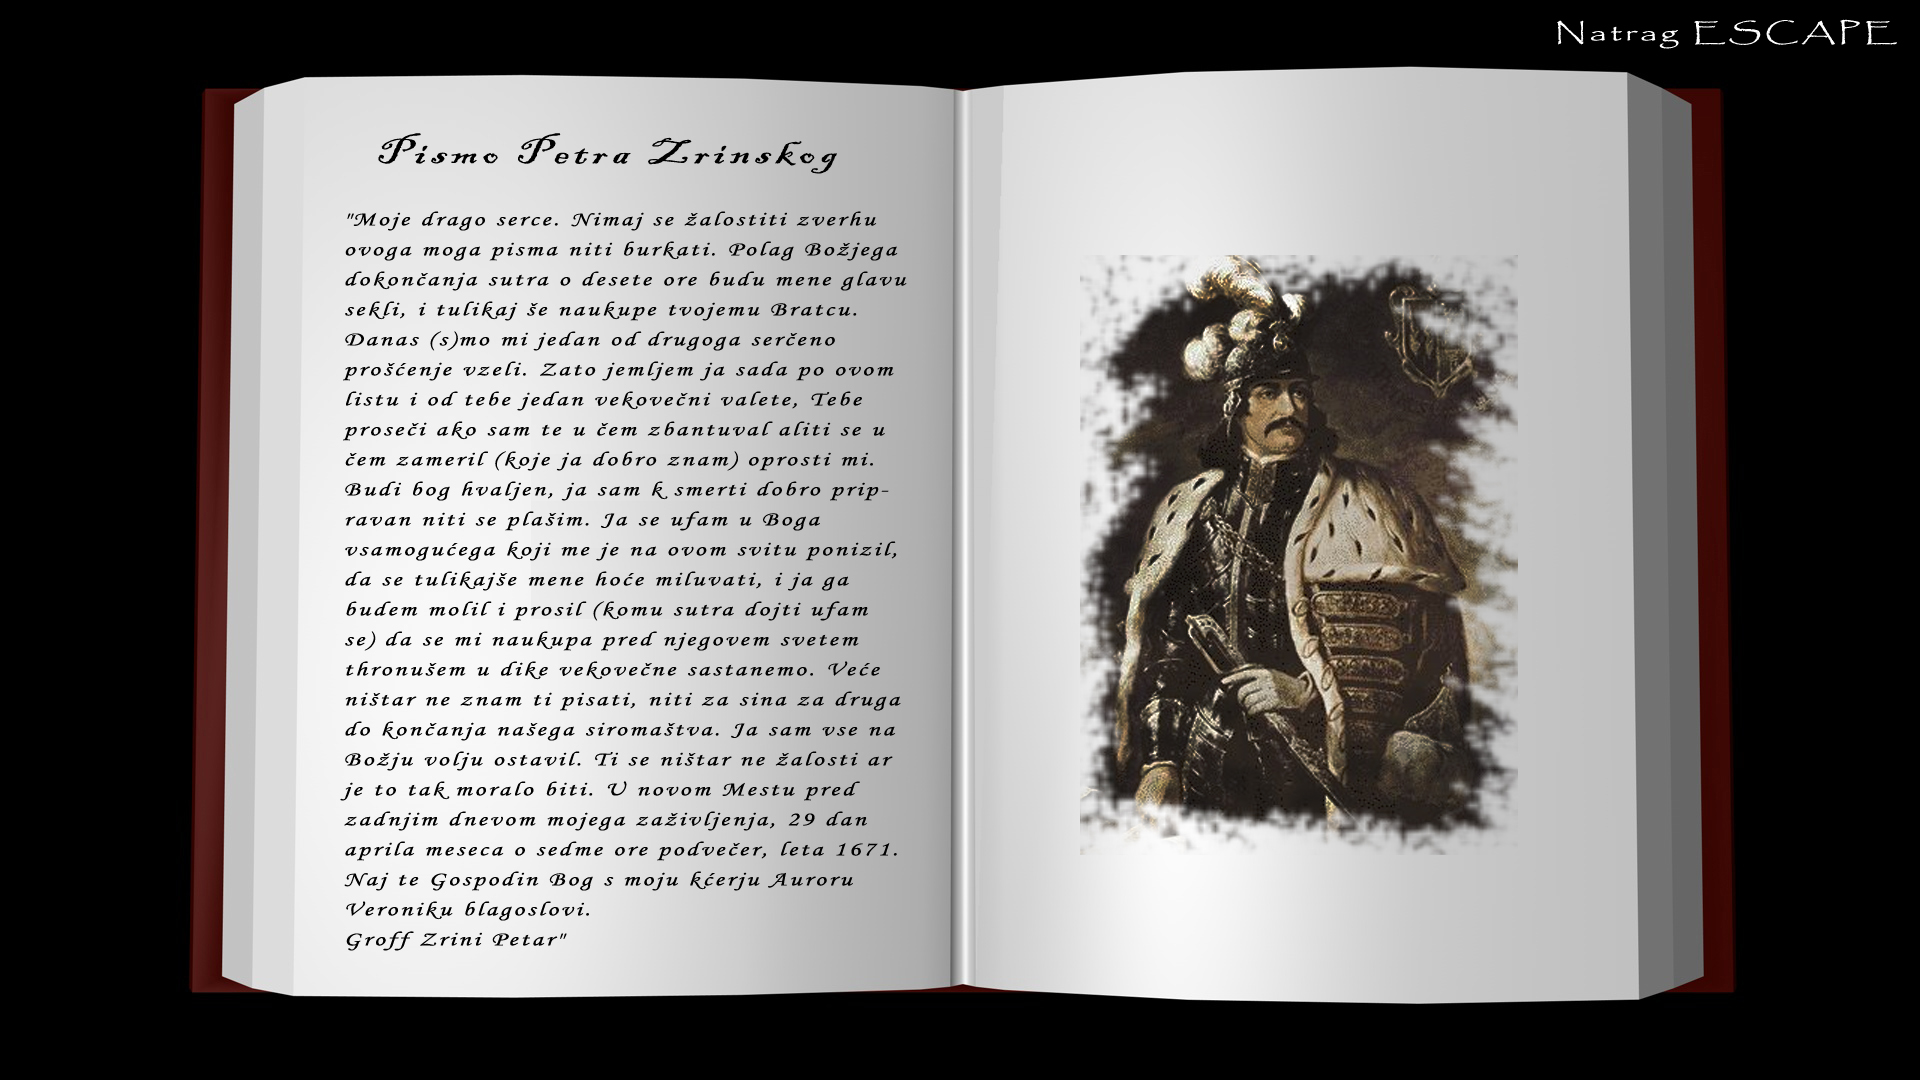 Natrag ESCAPE
Pismo Petra Zrinskog
"Moje drago serce. Nimaj se žalostiti zverhu
ovoga moga pisma niti burkati. Polag Božjega
dokončanja sutra o desete ore budu mene glavu
sekli, i tulikaj še naukupe tvojemu Bratcu.
Danas (s)mo mi jedan od drugoga serčeno
prošćenje vzeli. Zato jemljem ja sada po ovom
listu i od tebe jedan vekovečni valete, Tebe
proseči ako sam te u čem zbantuval aliti se u
čem zameril (koje ja dobro znam) oprosti mi.
Budi bog hvaljen, ja sam k smerti dobro prip-
ravan niti se plašim. Ja se ufam u Boga
vsamogućega koji me je na ovom svitu ponizil,
da se tulikajše mene hoće miluvati, i ja ga
budem molil i prosil (komu sutra dojti ufam
se) da se mi naukupa pred njegovem svetem
thronušem u dike vekovečne sastanemo. Veće
ništar ne znam ti pisati, niti za sina za druga
do končanja našega siromaštva. Ja sam vse na
Božju volju ostavil. Ti se ništar ne žalosti ar
je to tak moralo biti. U novom Mestu pred
zadnjim dnevom mojega zaživljenja, 29 dan
aprila meseca o sedme ore podvečer, leta 1671.
Naj te Gospodin Bog s moju kćerju Auroru
Veroniku blagoslovi.
Groff Zrini Petar"